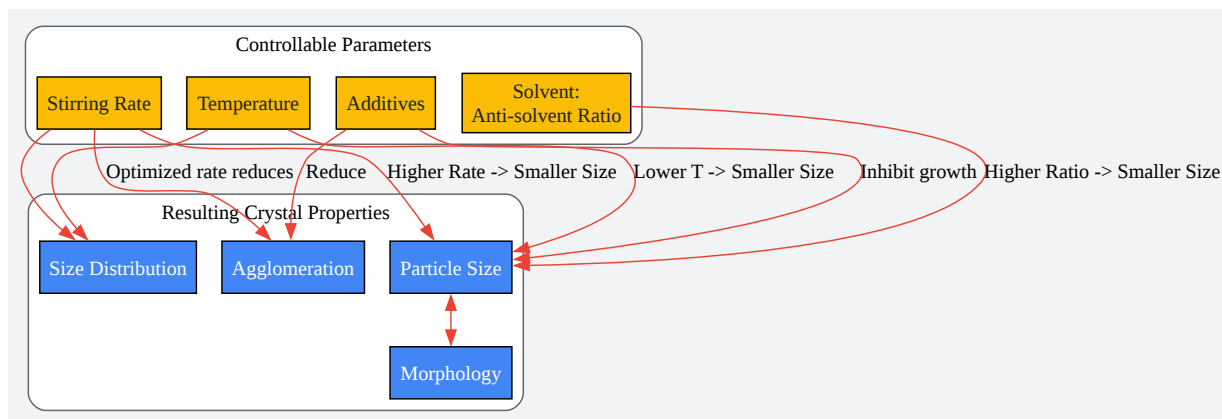 Controllable Parameters
Stirring Rate
Temperature
Additives
Solvent:
Anti-solvent Ratio
Optimized rate reduces
Reduce
Higher Rate -> Smaller Size
Lower T -> Smaller Size
Inhibit growth
Higher Ratio -> Smaller Size
Resulting Crystal Properties
Size Distribution
Agglomeration
Particle Size
Morphology